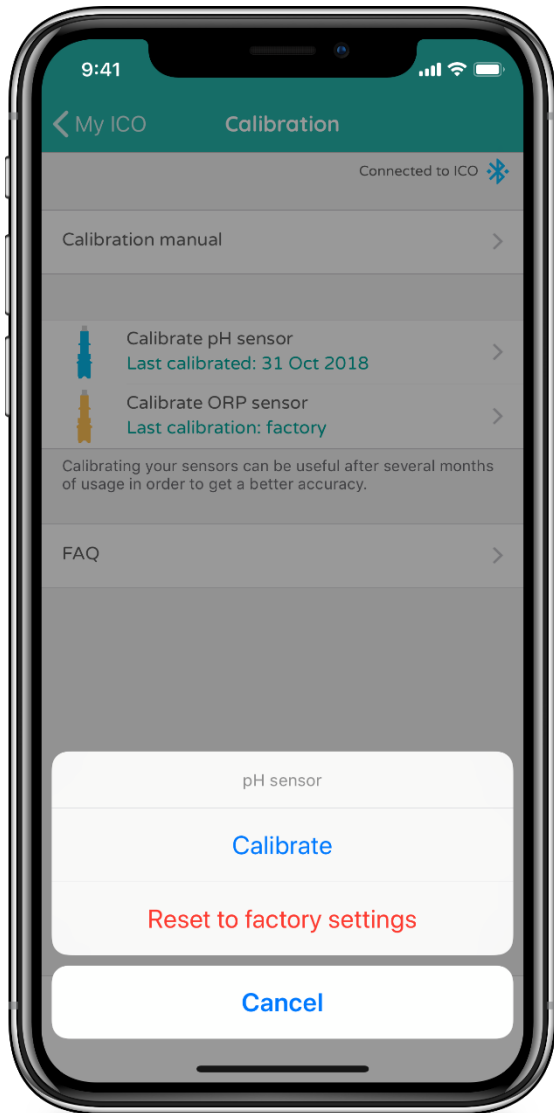 9:41
My ICO
Calibration
Connected to ICO
Calibration manual
Calibrate pH sensor
Last calibrated: 31 Oct 2018
Calibrate ORP sensor
Last calibration: factory
Calibrating your sensors can be useful after several months
of usage in order to get a better accuracy.
FAQ
pH sensor
Calibrate
Reset to factory settings
Cancel